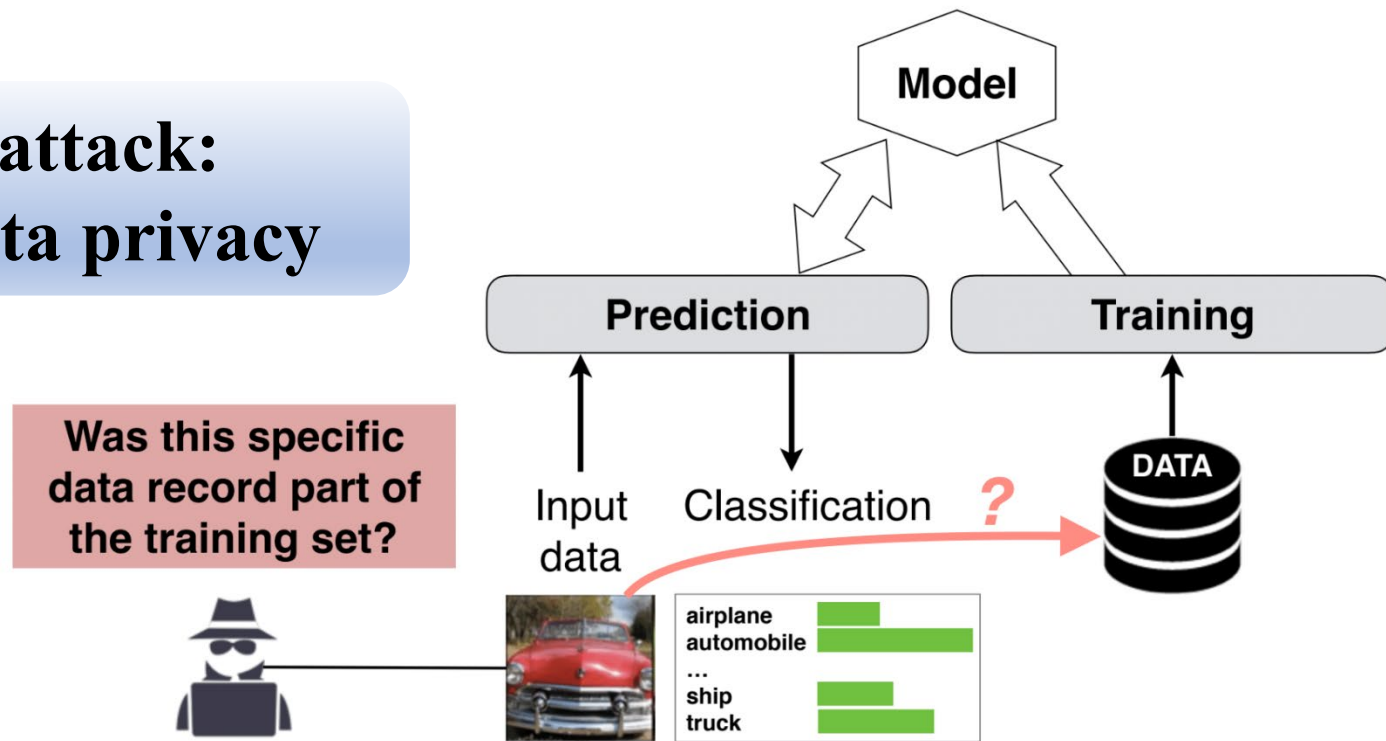 attack:
ta privacy
Model
Prediction
Training
Was this specific
data record part of
the training set?
Input
data
Classification
?
DATA
airplane
automobile
...
ship
truck